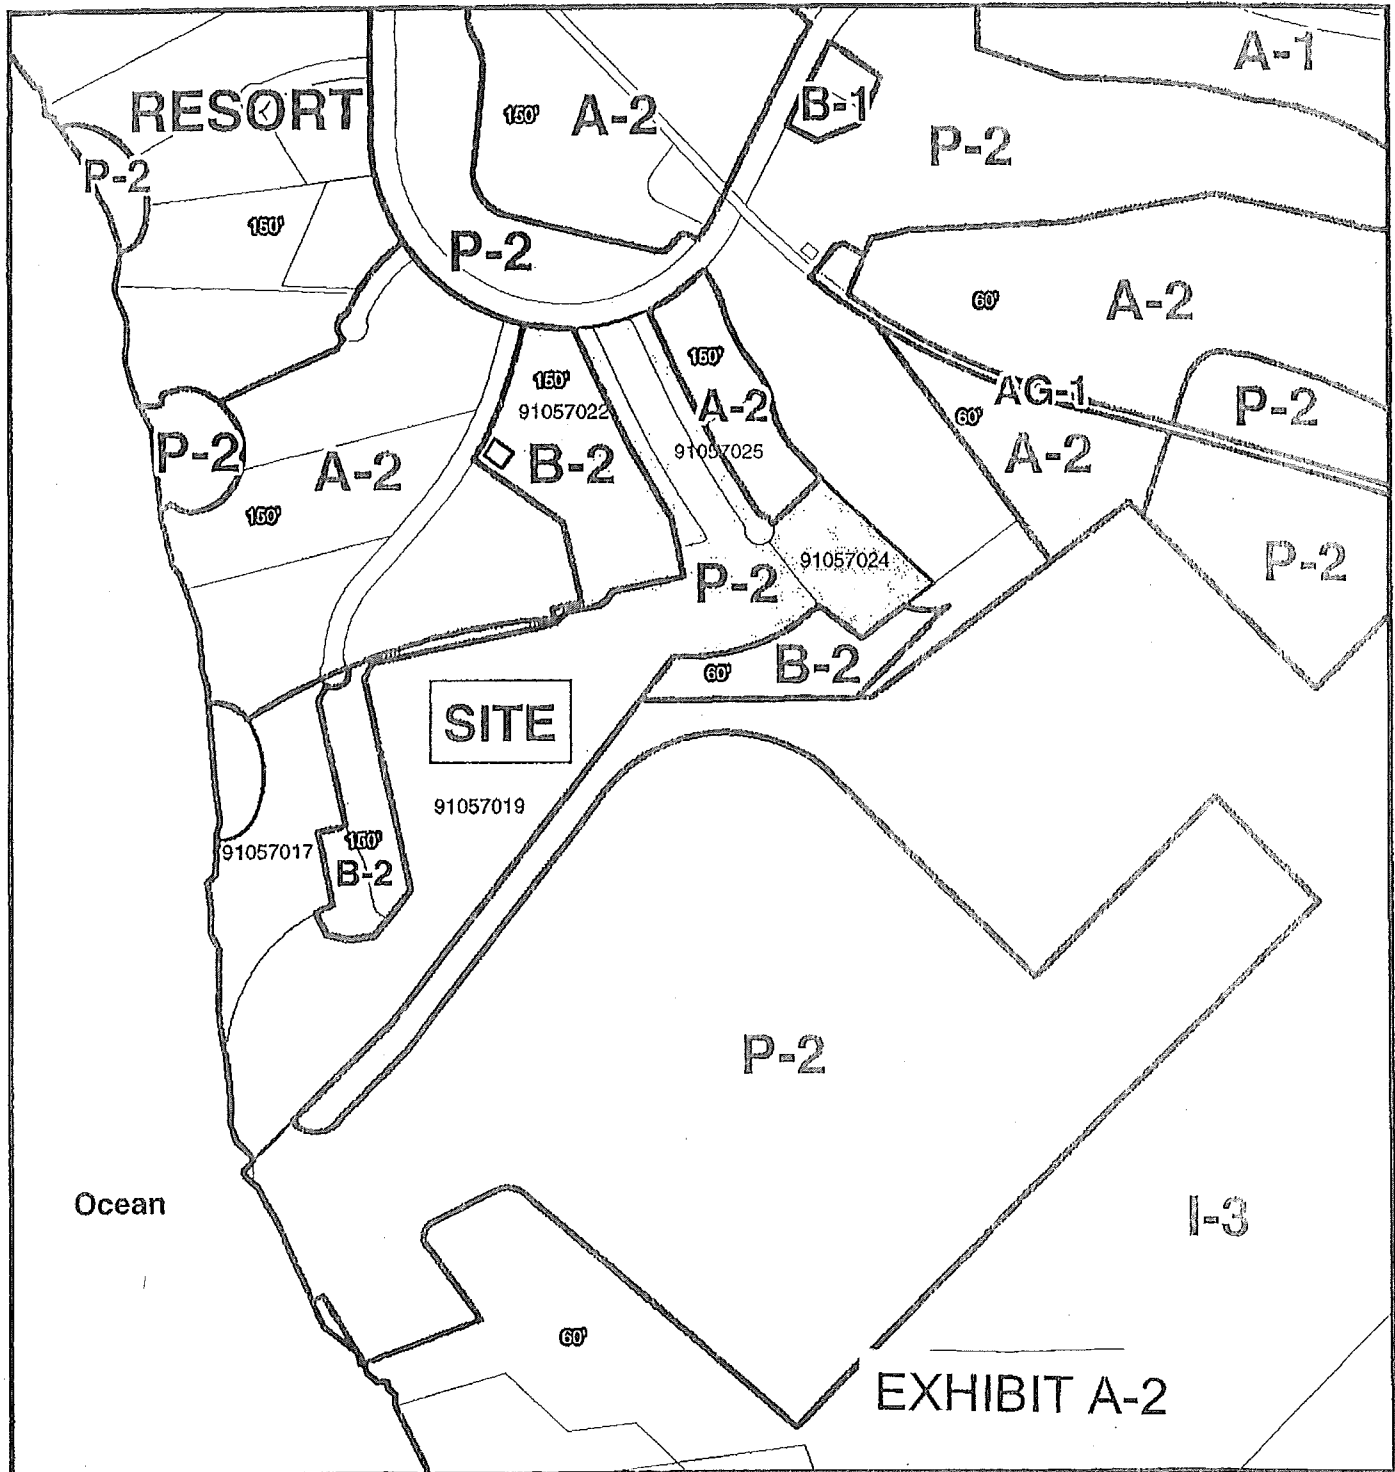 A-1
RESORT
150'
A-2
B-1
P-2
P-2
150'
P-2
60'
A-2
150'
150'
AG-1
P-2
91057022
A-2
60'
P-2
A-2
B-2
91057025
A-2
150'
91057024
P-2
P-2
60'
B-2
SITE
91057019
150'
91057017
B-2
P-2
Ocean
I-3
60'
EXHIBIT A-2